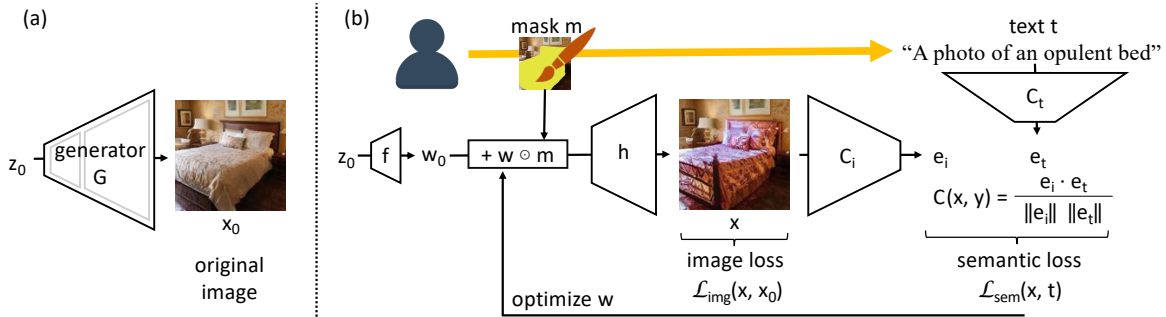 (a)
z₀
generator
G
x₀
original
image
(b)
mask m
text t
“A photo of an opulent bed”
Cₜ
z₀
f
w₀
+ w ⊙ m
h
x
Cᵢ
eᵢ
eₜ
C(x, y) = eᵢ · eₜ
‖eᵢ‖ ‖eₜ‖
image loss
ℒimg(x, x₀)
semantic loss
ℒsem(x, t)
optimize w